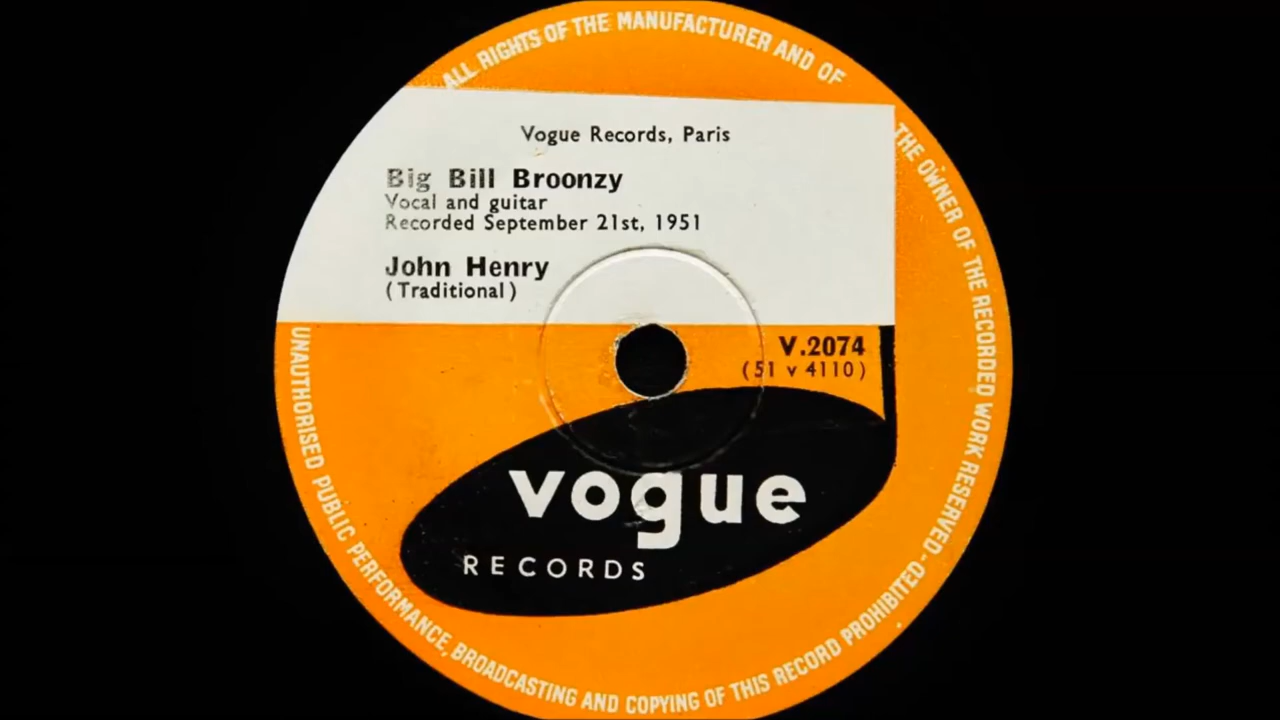 ALL RIGHTS OF THE MANUFACTURER AND OF THE OWNER OF THE RECORDED WORK RESERVED - UNAUTHORISED PUBLIC PERFORMANCE, BROADCASTING AND COPYING OF THIS RECORD PROHIBITED -
Vogue Records, Paris
Big Bill Broonzy
Vocal and guitar
Recorded September 21st, 1951
John Henry
(Traditional)
V.2074
(51 v 4110)
vogue
RECORDS